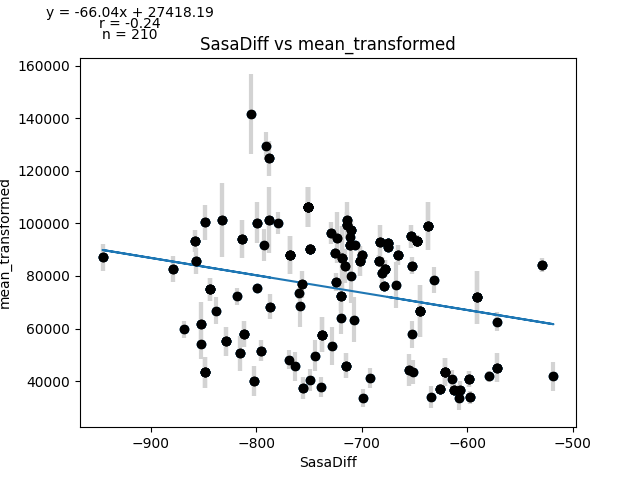 y = -66.04x + 27418.19
r = -0.24
n = 210
SasaDiff vs mean_transformed
160000
140000
120000
100000
80000
60000
40000
mean_transformed
−900
−800
−700
−600
−500
SasaDiff